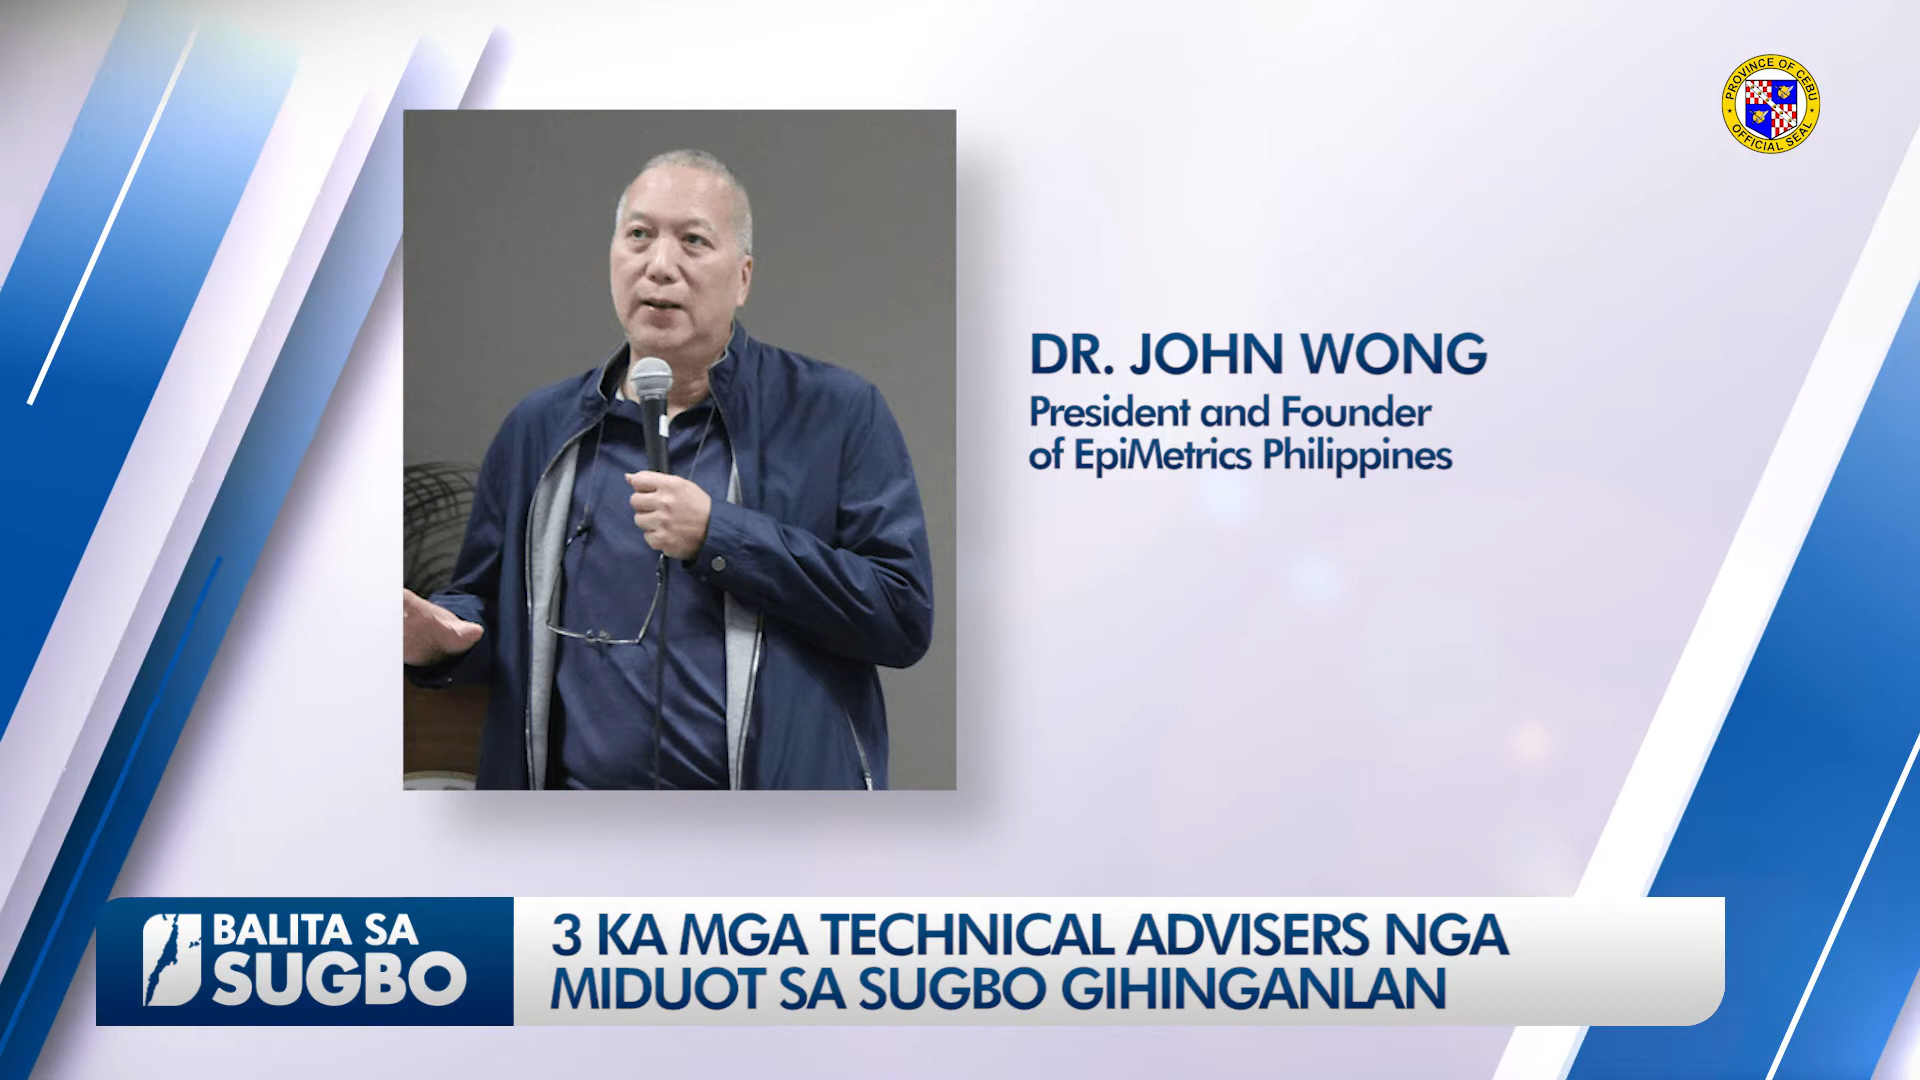 PROVINCE OF CEBU
OFFICIAL SEAL
DR. JOHN WONG
President and Founder
of EpiMetrics Philippines
BALITA SA
SUGBO
3 KA MGA TECHNICAL ADVISERS NGA
MIDUOT SA SUGBO GIHINGANLAN